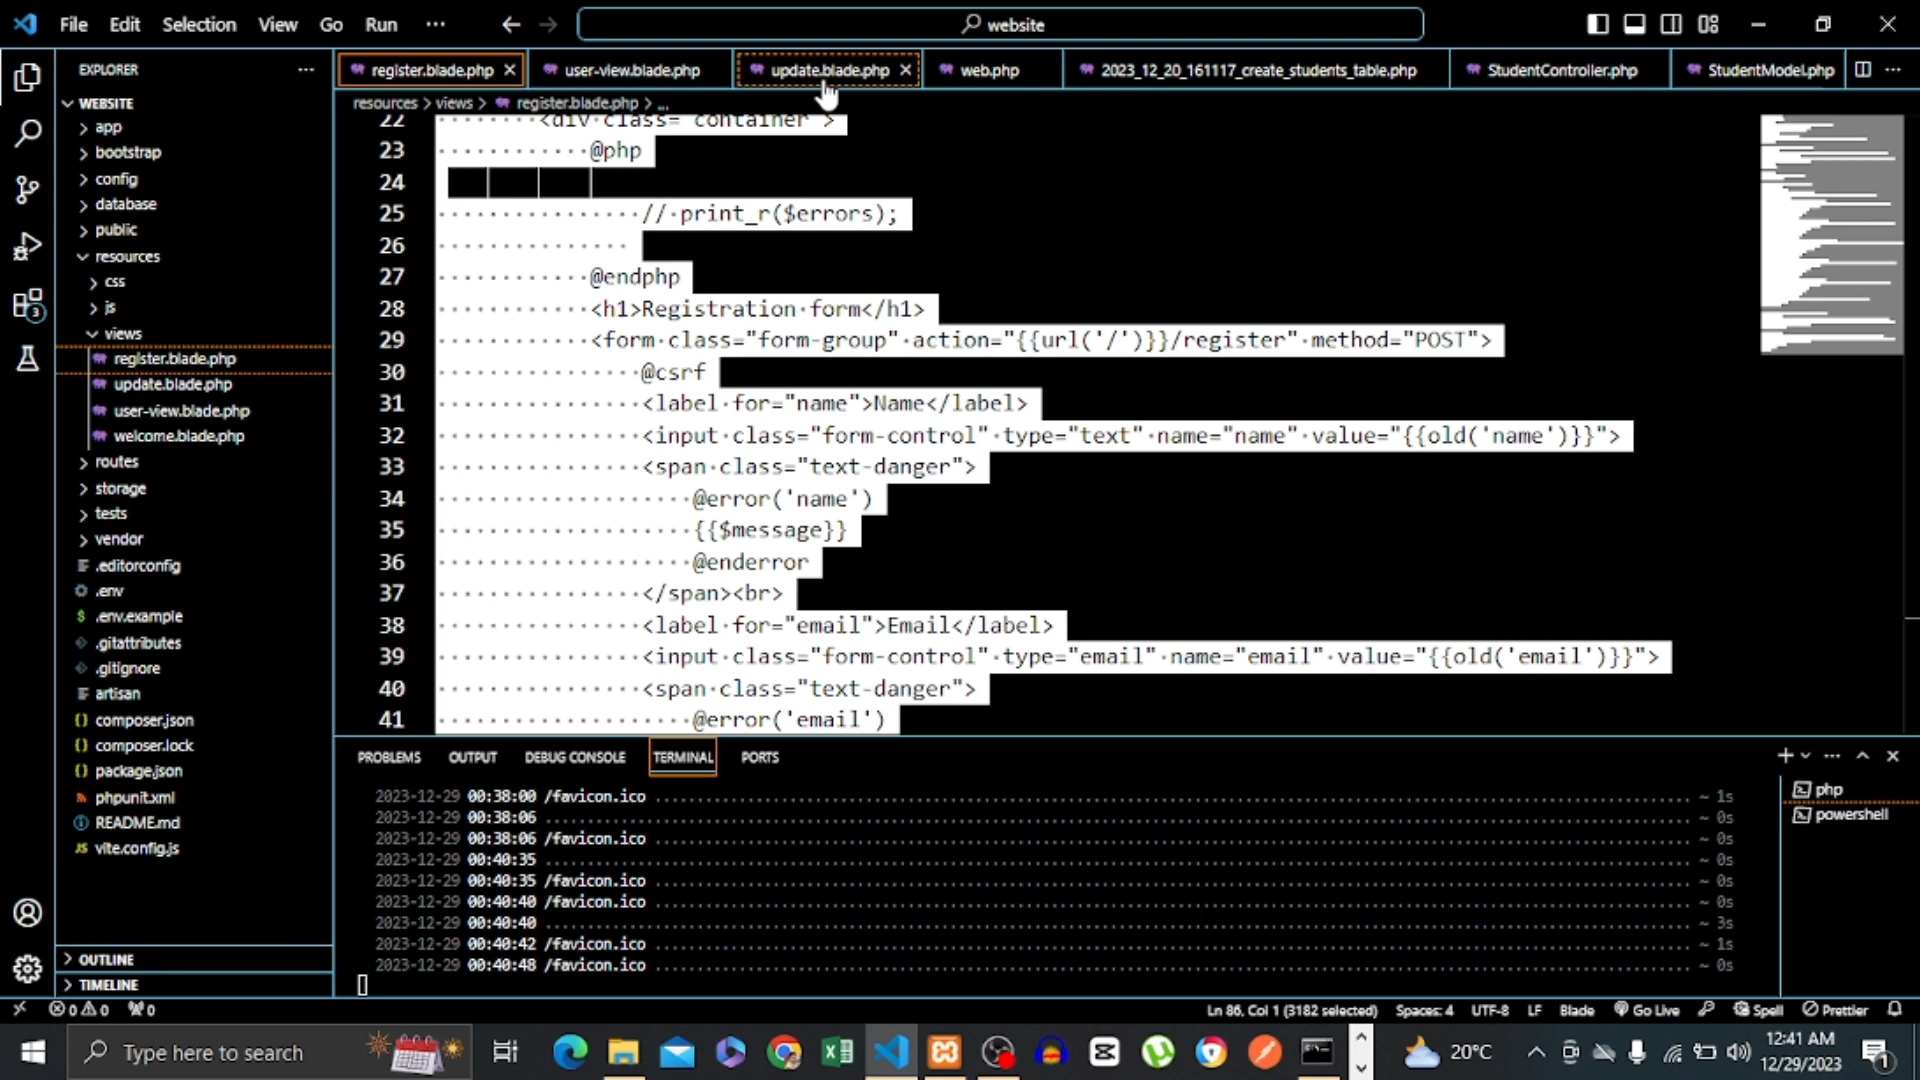 File Edit Selection View Go Run ··· website
EXPLORER ···
register.blade.php user-view.blade.php update.blade.php web.php 2023_12_20_161117_create_students_table.php StudentController.php StudentModel.php ···
resources > views > register.blade.php > ...
WEBSITE
app
bootstrap
config
database
public
resources
css
js
views
register.blade.php
update.blade.php
user-view.blade.php
welcome.blade.php
routes
storage
tests
vendor
.editorconfig
.env
$ .env.example
.gitattributes
.gitignore
artisan
{} composer.json
{} composer.lock
{} package.json
phpunit.xml
README.md
JS vite.config.js
OUTLINE
TIMELINE
3
22 <div class="container">
23 @php
24
25 // print_r($errors);
26
27 @endphp
28 <h1>Registration form</h1>
29 <form class="form-group" action="{{url('/')}}/register" method="POST">
30 @csrf
31 <label for="name">Name</label>
32 <input class="form-control" type="text" name="name" value="{{old('name')}}">
33 <span class="text-danger">
34 @error('name')
35 {{$message}}
36 @enderror
37 </span><br>
38 <label for="email">Email</label>
39 <input class="form-control" type="email" name="email" value="{{old('email')}}">
40 <span class="text-danger">
41 @error('email')
PROBLEMS OUTPUT DEBUG CONSOLE TERMINAL PORTS
2023-12-29 00:38:00 /favicon.ico ~ 1s
2023-12-29 00:38:06 ~ 0s
2023-12-29 00:38:06 /favicon.ico ~ 0s
2023-12-29 00:40:35 ~ 0s
2023-12-29 00:40:35 /favicon.ico ~ 0s
2023-12-29 00:40:40 /favicon.ico ~ 0s
2023-12-29 00:40:40 ~ 3s
2023-12-29 00:40:42 /favicon.ico ~ 1s
2023-12-29 00:40:48 /favicon.ico ~ 0s
php
powershell
0 0 0 Ln 86, Col 1 (3182 selected) Spaces: 4 UTF-8 LF Blade Go Live Spell Prettier
Type here to search 20°C 12:41 AM
12/29/2023
1